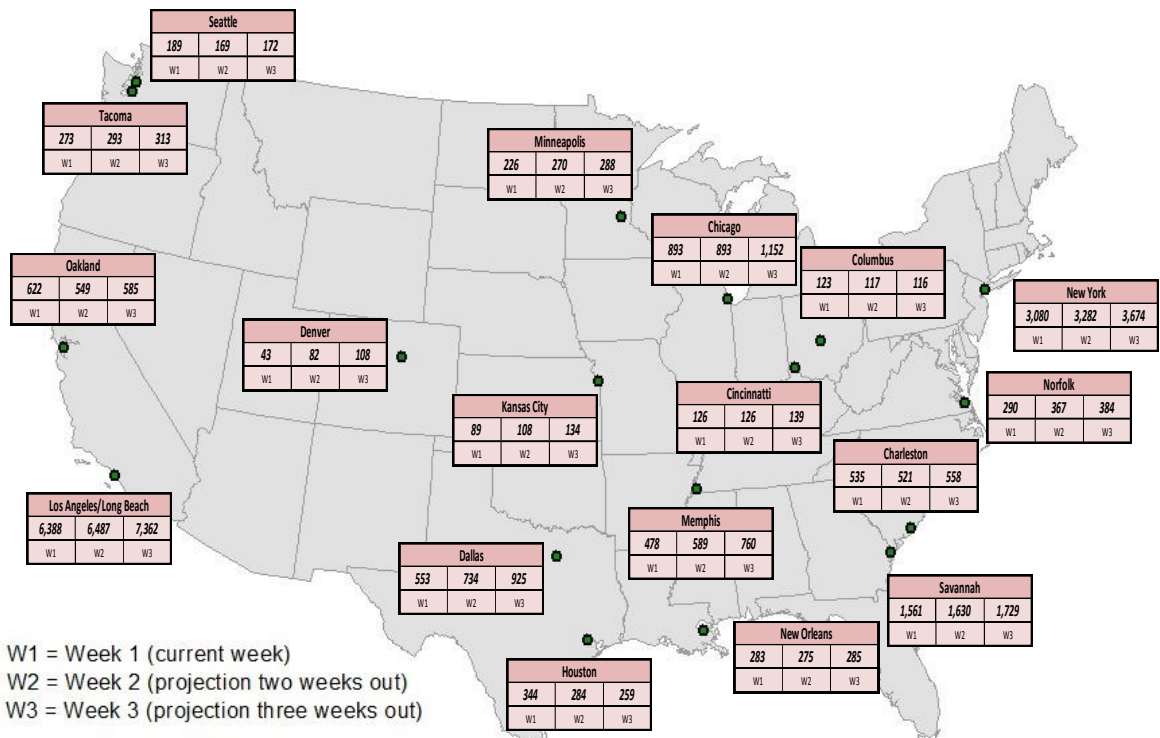 Seattle
189 169 172
W1 W2 W3
Tacoma
273 293 313
W1 W2 W3
Minneapolis
226 270 288
W1 W2 W3
Chicago
893 893 1,152
W1 W2 W3
Columbus
123 117 116
W1 W2 W3
Oakland
622 549 585
W1 W2 W3
New York
3,080 3,282 3,674
W1 W2 W3
Denver
43 82 108
W1 W2 W3
Norfolk
290 367 384
W1 W2 W3
Cincinnatti
126 126 139
W1 W2 W3
Kansas City
89 108 134
W1 W2 W3
Charleston
535 521 558
W1 W2 W3
Los Angeles/Long Beach
6,388 6,487 7,362
W1 W2 W3
Memphis
478 589 760
W1 W2 W3
Dallas
553 734 925
W1 W2 W3
Savannah
1,561 1,630 1,729
W1 W2 W3
New Orleans
283 275 285
W1 W2 W3
Houston
344 284 259
W1 W2 W3
W1 = Week 1 (current week)
W2 = Week 2 (projection two weeks out)
W3 = Week 3 (projection three weeks out)